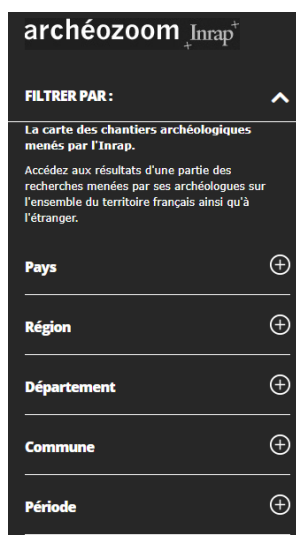 archéozoom Inrap
FILTRER PAR :
La carte des chantiers archéologiques
menés par l'Inrap.
Accédez aux résultats d'une partie des
recherches menées par ses archéologues sur
l'ensemble du territoire français ainsi qu'à
l'étranger.
Pays
Région
Département
Commune
Période